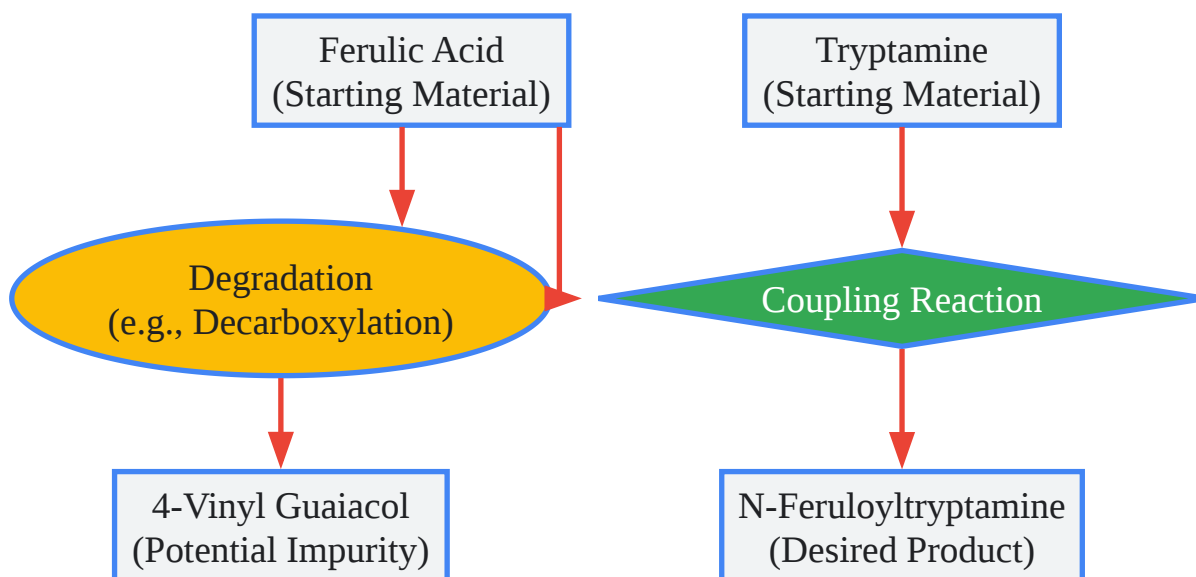 Ferulic Acid
(Starting Material)
Tryptamine
(Starting Material)
Degradation
(e.g., Decarboxylation)
Coupling Reaction
4-Vinyl Guaiacol
(Potential Impurity)
N-Feruloyltryptamine
(Desired Product)